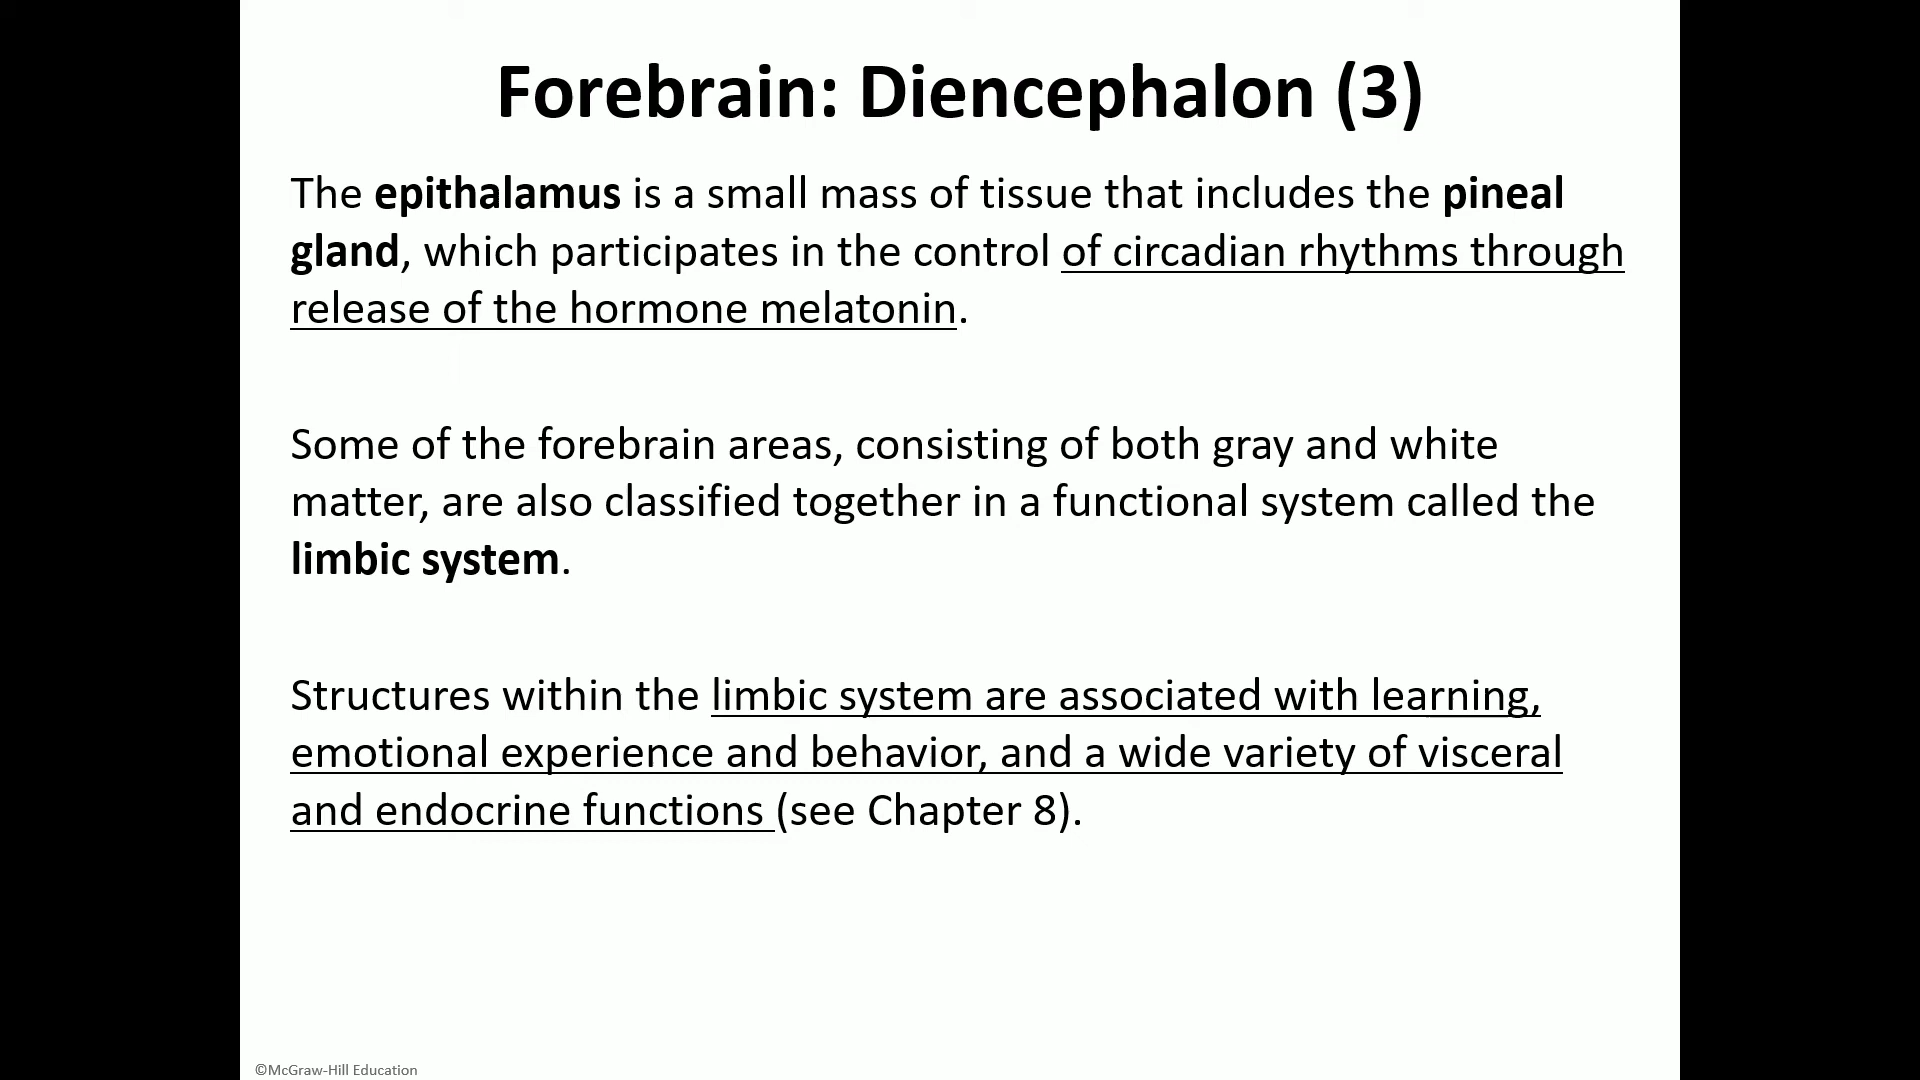 Forebrain: Diencephalon (3)
The epithalamus is a small mass of tissue that includes the pineal
gland, which participates in the control of circadian rhythms through
release of the hormone melatonin.
Some of the forebrain areas, consisting of both gray and white
matter, are also classified together in a functional system called the
limbic system.
Structures within the limbic system are associated with learning,
emotional experience and behavior, and a wide variety of visceral
and endocrine functions (see Chapter 8).
©McGraw-Hill Education